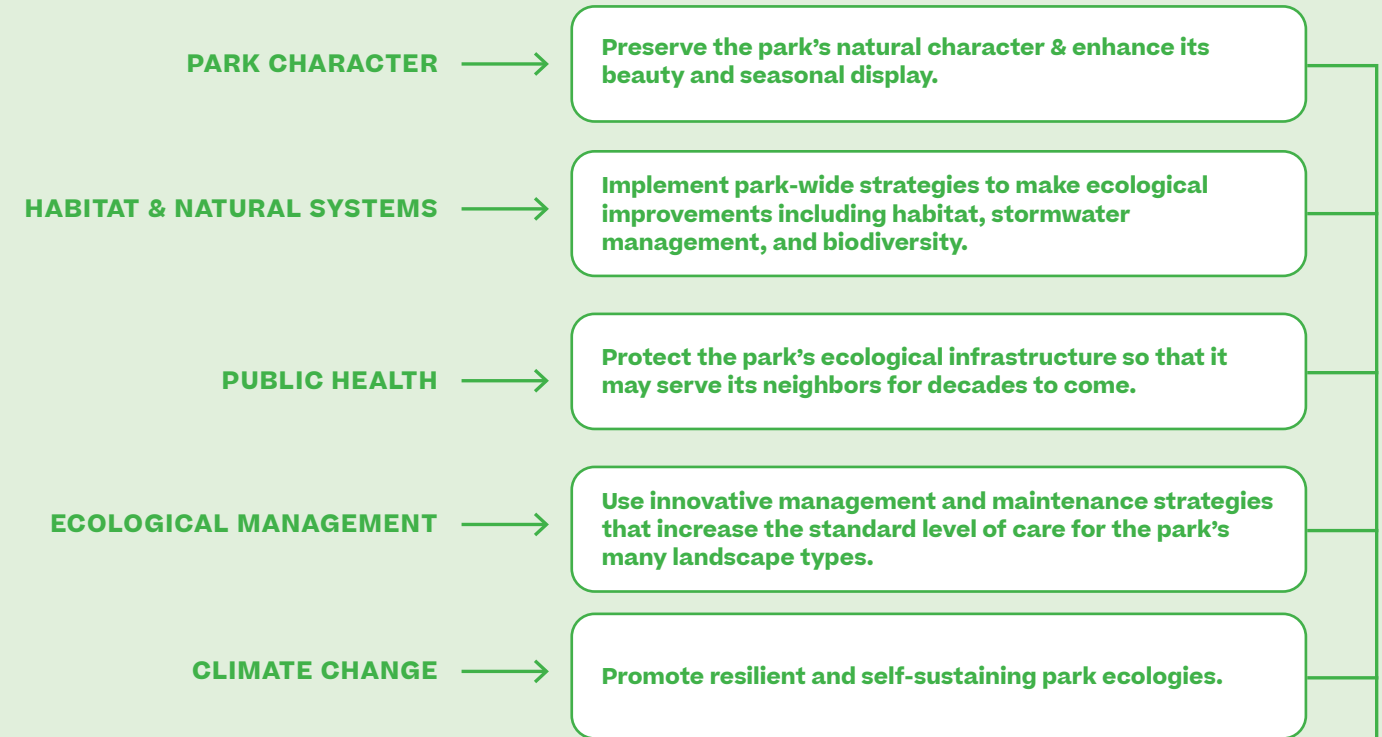 PARK CHARACTER
Preserve the park’s natural character & enhance its
beauty and seasonal display.
HABITAT & NATURAL SYSTEMS
Implement park-wide strategies to make ecological
improvements including habitat, stormwater
management, and biodiversity.
PUBLIC HEALTH
Protect the park’s ecological infrastructure so that it
may serve its neighbors for decades to come.
ECOLOGICAL MANAGEMENT
Use innovative management and maintenance strategies
that increase the standard level of care for the park’s
many landscape types.
CLIMATE CHANGE
Promote resilient and self-sustaining park ecologies.